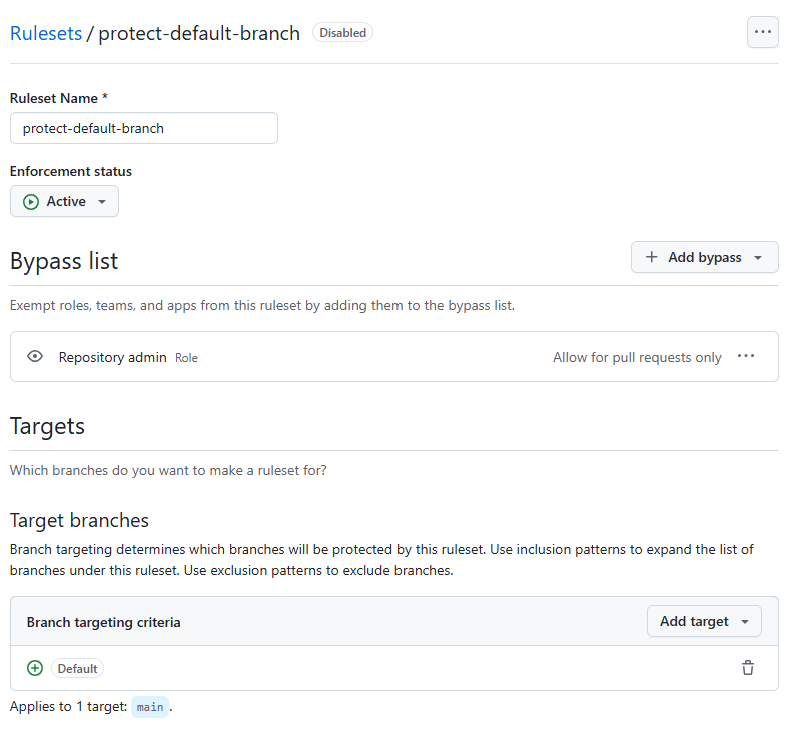 Rulesets / protect-default-branch Disabled
Ruleset Name *
protect-default-branch
Enforcement status
Active
Bypass list
Add bypass
Exempt roles, teams, and apps from this ruleset by adding them to the bypass list.
Repository admin Role Allow for pull requests only
Targets
Which branches do you want to make a ruleset for?
Target branches
Branch targeting determines which branches will be protected by this ruleset. Use inclusion patterns to expand the list of
branches under this ruleset. Use exclusion patterns to exclude branches.
Branch targeting criteria Add target
Default
Applies to 1 target: main.